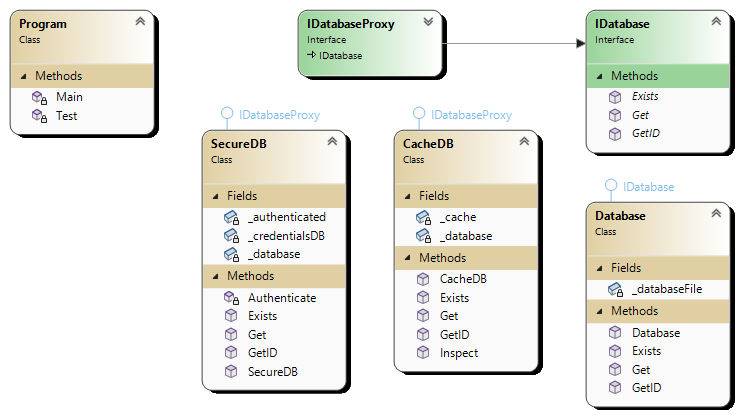 Program
Class
Methods
Main
Test
IDatabaseProxy
Interface
IDatabase
IDatabase
Interface
Methods
Exists
Get
GetID
IDatabaseProxy
SecureDB
Class
Fields
_authenticated
_credentialsDB
_database
Methods
Authenticate
Exists
Get
GetID
SecureDB
IDatabaseProxy
CacheDB
Class
Fields
_cache
_database
Methods
CacheDB
Exists
Get
GetID
Inspect
IDatabase
Database
Class
Fields
_databaseFile
Methods
Database
Exists
Get
GetID